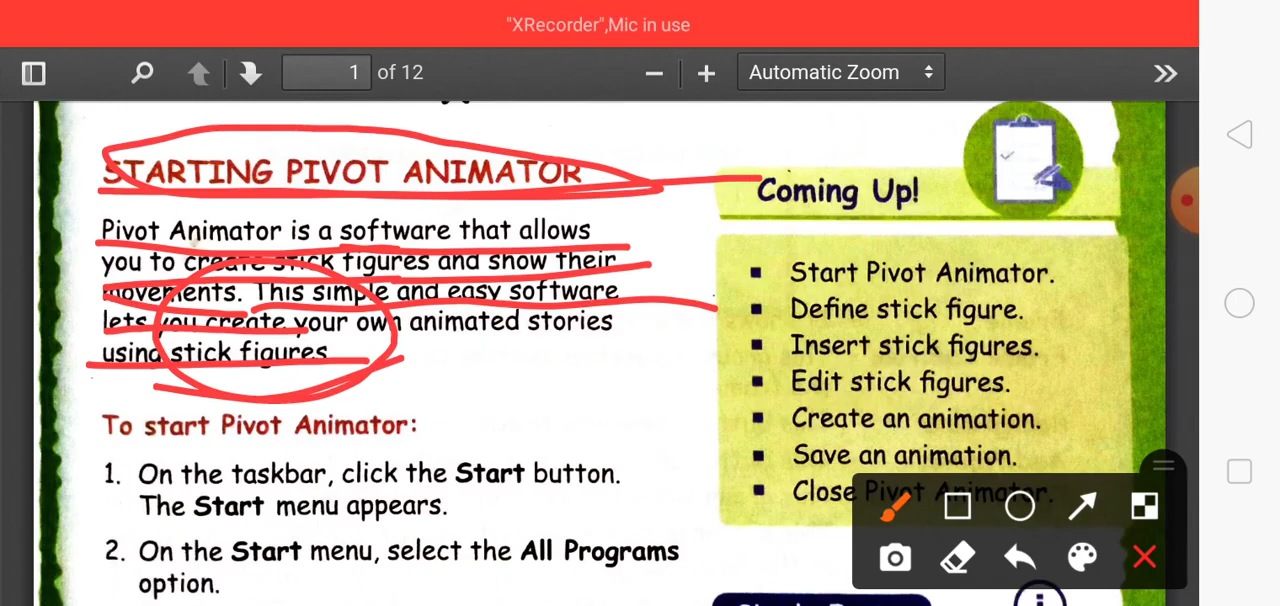 "XRecorder",Mic in use
1 of 12
Automatic Zoom
STARTING PIVOT ANIMATOR
Pivot Animator is a software that allows
you to create stick figures and show their
movements. This simple and easy software
lets you create your own animated stories
using stick figures
To start Pivot Animator:
1. On the taskbar, click the Start button.
The Start menu appears.
2. On the Start menu, select the All Programs
option.
Coming Up!
▪ Start Pivot Animator.
▪ Define stick figure.
▪ Insert stick figures.
▪ Edit stick figures.
▪ Create an animation.
▪ Save an animation.
▪ Close Pivot Animator.